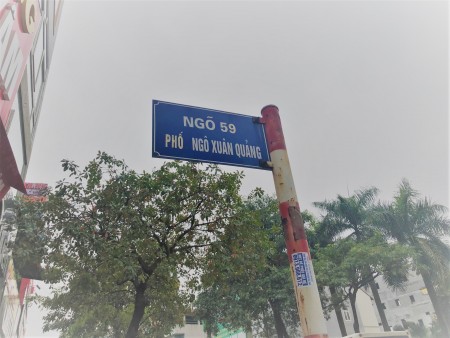 NGÕ 59
PHỐ NGÔ XUÂN QUẢNG